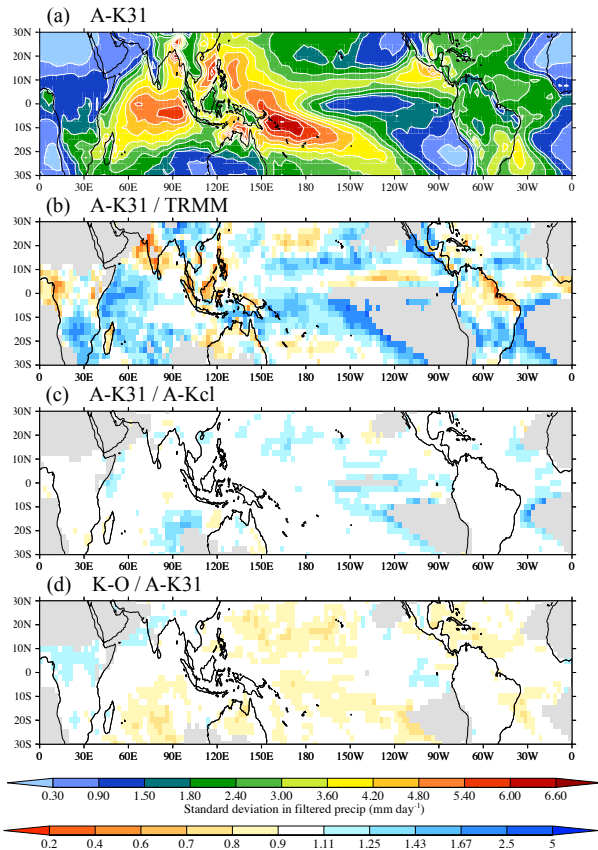 (a) A-K31
30N
20N
10N
0
10S
20S
30S
0 30E 60E 90E 120E 150E 180 150W 120W 90W 60W 30W 0
(b) A-K31 / TRMM
30N
20N
10N
0
10S
20S
30S
0 30E 60E 90E 120E 150E 180 150W 120W 90W 60W 30W 0
(c) A-K31 / A-Kcl
30N
20N
10N
0
10S
20S
30S
0 30E 60E 90E 120E 150E 180 150W 120W 90W 60W 30W 0
(d) K-O / A-K31
30N
20N
10N
0
10S
20S
30S
0 30E 60E 90E 120E 150E 180 150W 120W 90W 60W 30W 0
0.30 0.90 1.50 1.80 2.40 3.00 3.60 4.20 4.80 5.40 6.00 6.60
Standard deviation in filtered precip (mm day⁻¹)
0.2 0.4 0.6 0.7 0.8 0.9 1.11 1.25 1.43 1.67 2.5 5